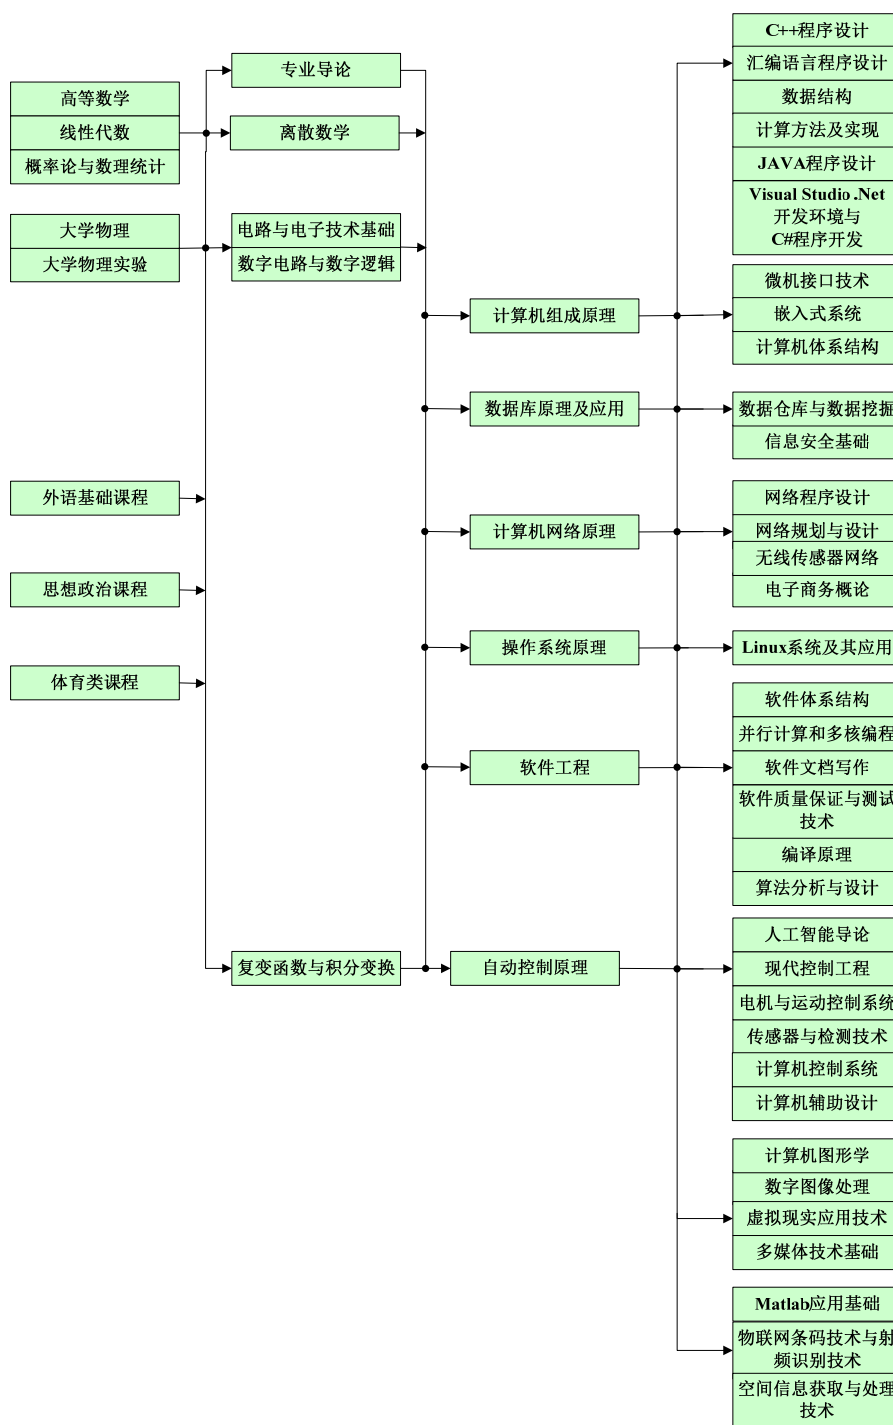 高等数学
线性代数
概率论与数理统计
大学物理
大学物理实验
外语基础课程
思想政治课程
体育类课程
专业导论
离散数学
电路与电子技术基础
数字电路与数字逻辑
复变函数与积分变换
计算机组成原理
数据库原理及应用
计算机网络原理
操作系统原理
软件工程
自动控制原理
C++程序设计
汇编语言程序设计
数据结构
计算方法及实现
JAVA程序设计
Visual Studio .Net
开发环境与
C#程序开发
微机接口技术
嵌入式系统
计算机体系结构
数据仓库与数据挖掘
信息安全基础
网络程序设计
网络规划与设计
无线传感器网络
电子商务概论
Linux系统及其应用
软件体系结构
并行计算和多核编程
软件文档写作
软件质量保证与测试
技术
编译原理
算法分析与设计
人工智能导论
现代控制工程
电机与运动控制系统
传感器与检测技术
计算机控制系统
计算机辅助设计
计算机图形学
数字图像处理
虚拟现实应用技术
多媒体技术基础
Matlab应用基础
物联网条码技术与射
频识别技术
空间信息获取与处理
技术